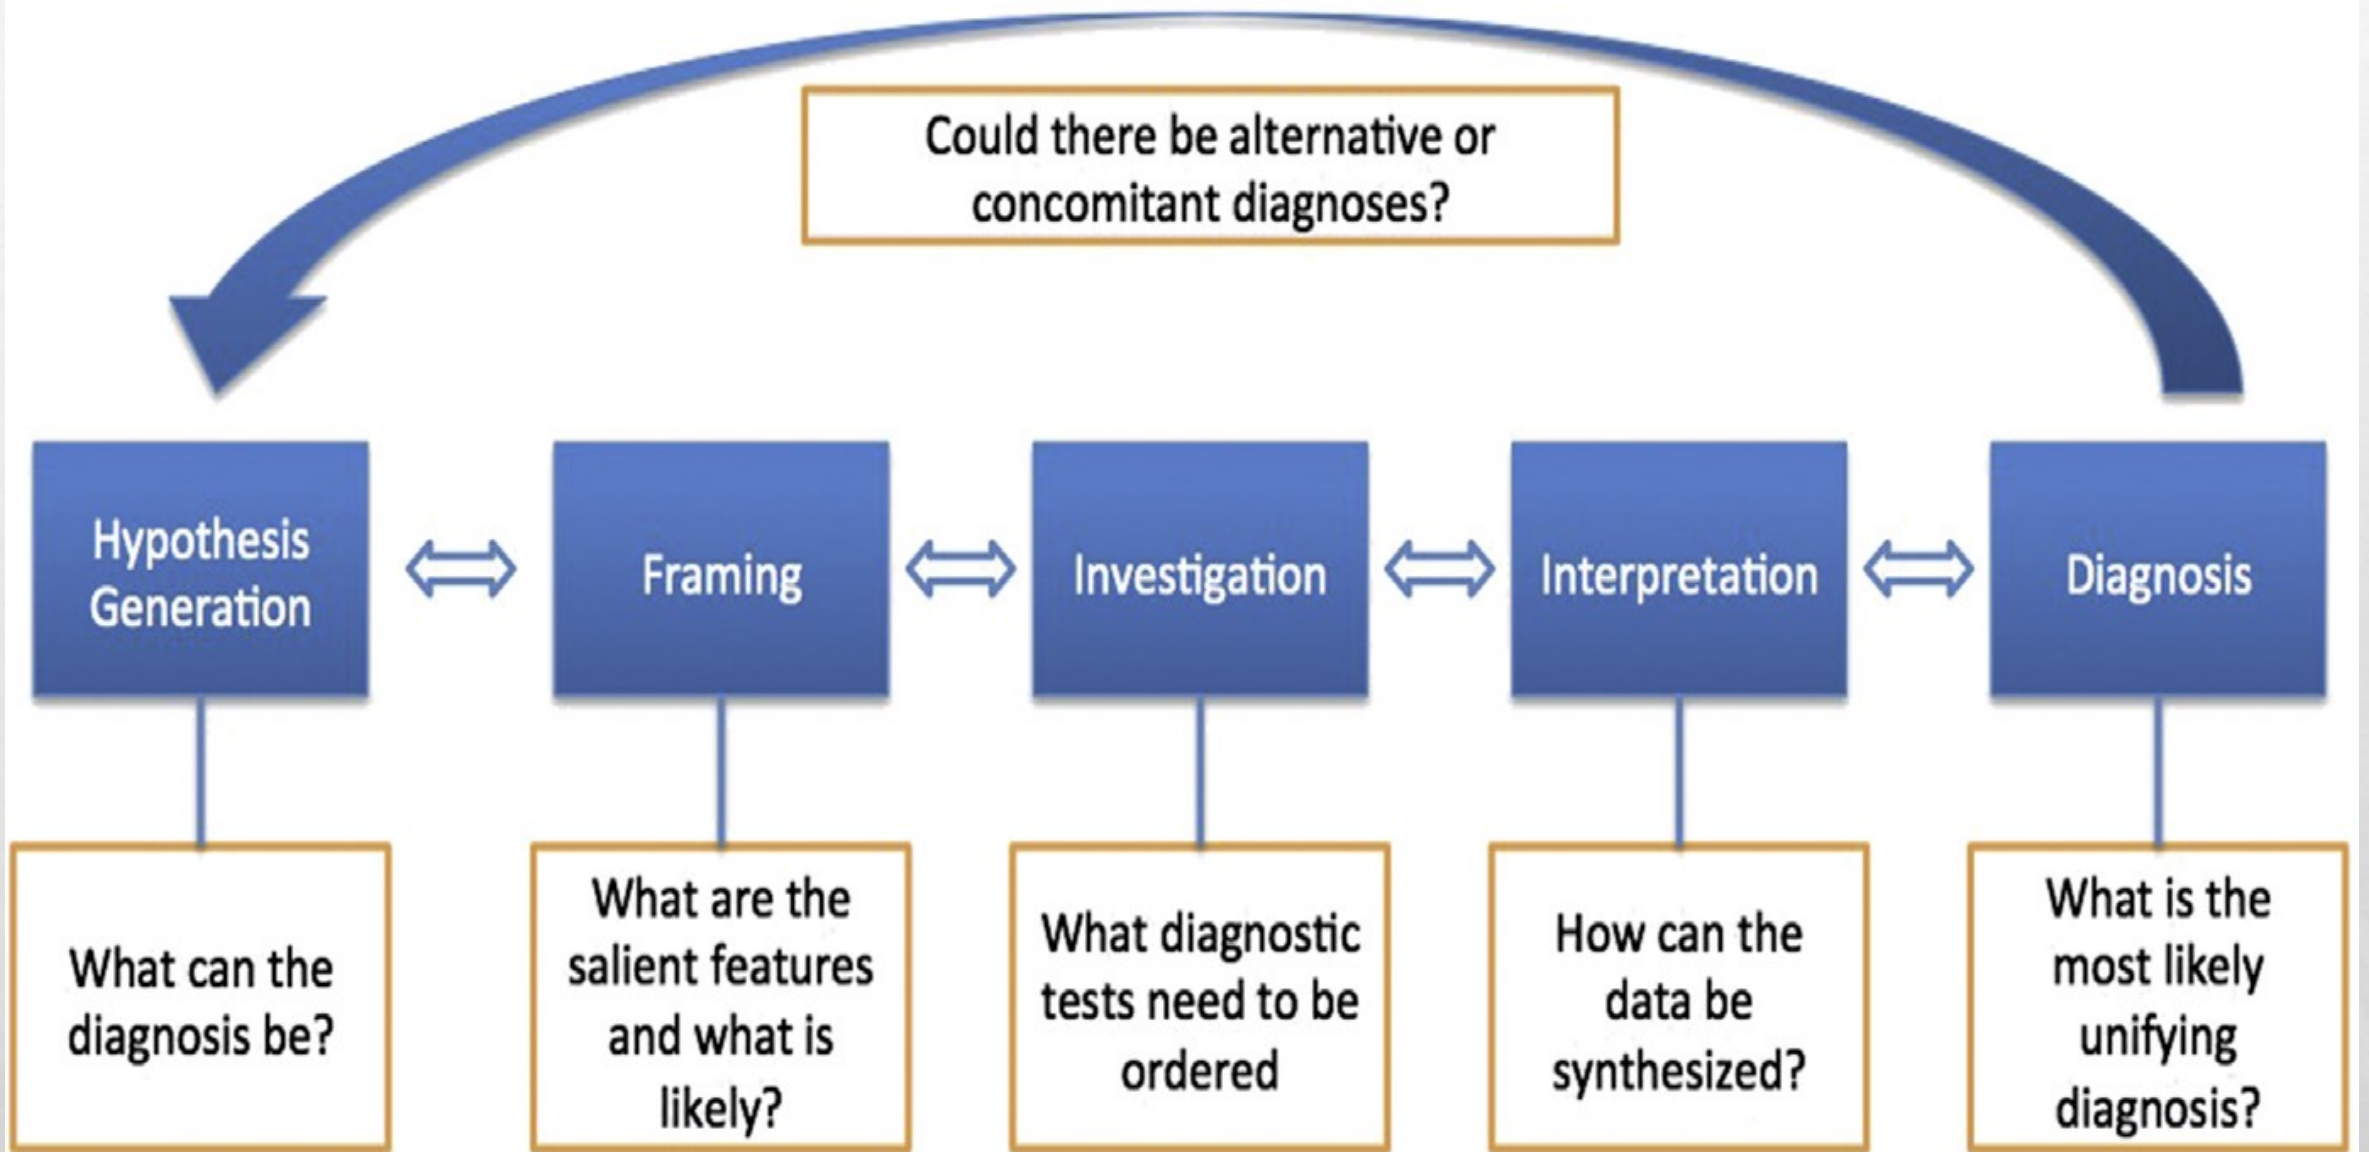 Could there be alternative or
concomitant diagnoses?
Hypothesis
Generation
Framing
Investigation
Interpretation
Diagnosis
What can the
diagnosis be?
What are the
salient features
and what is
likely?
What diagnostic
tests need to be
ordered
How can the
data be
synthesized?
What is the
most likely
unifying
diagnosis?